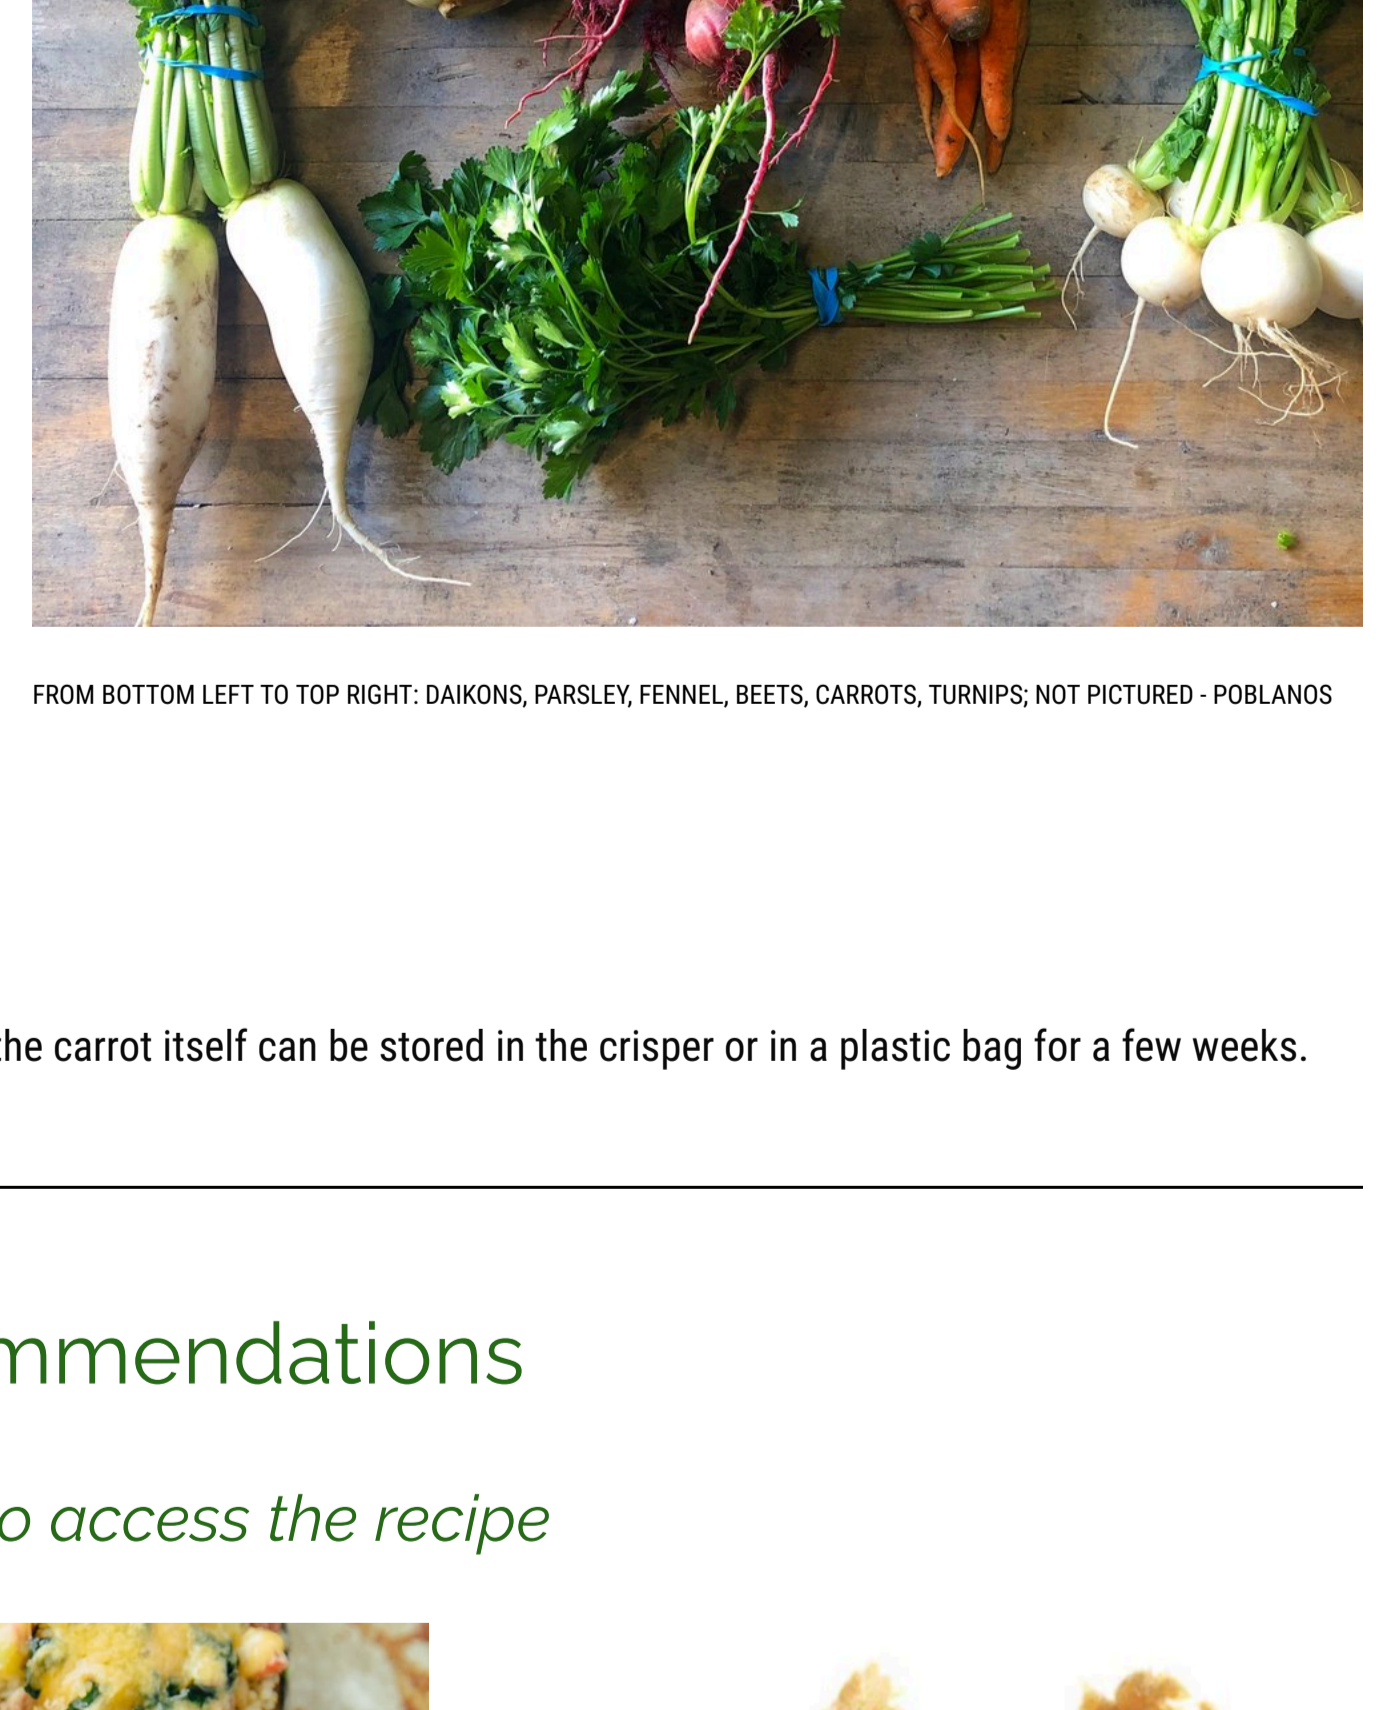 FROM BOTTOM LEFT TO TOP RIGHT: DAIKONS, PARSLEY, FENNEL, BEETS, CARROTS, TURNIPS; NOT PICTURED - POBLANOS
the carrot itself can be stored in the crisper or in a plastic bag for a few weeks.
mmendations
o access the recipe